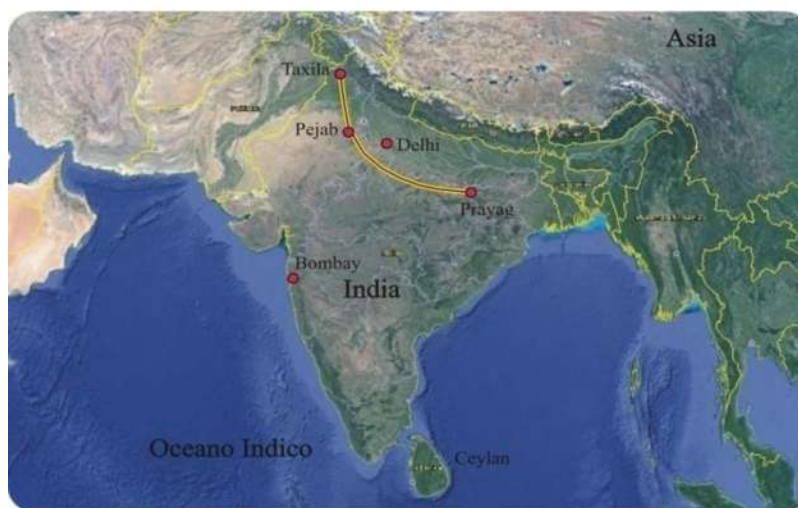 Asia
Taxila
Pejab
Delhi
Prayag
Bombay
India
Oceano Indico
Ceylan